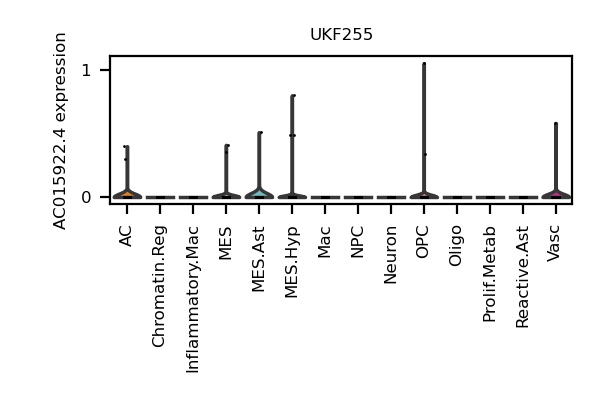 UKF255
AC015922.4 expression
1
0
AC
Chromatin.Reg
Inflammatory.Mac
MES
MES.Ast
MES.Hyp
Mac
NPC
Neuron
OPC
Oligo
Prolif.Metab
Reactive.Ast
Vasc